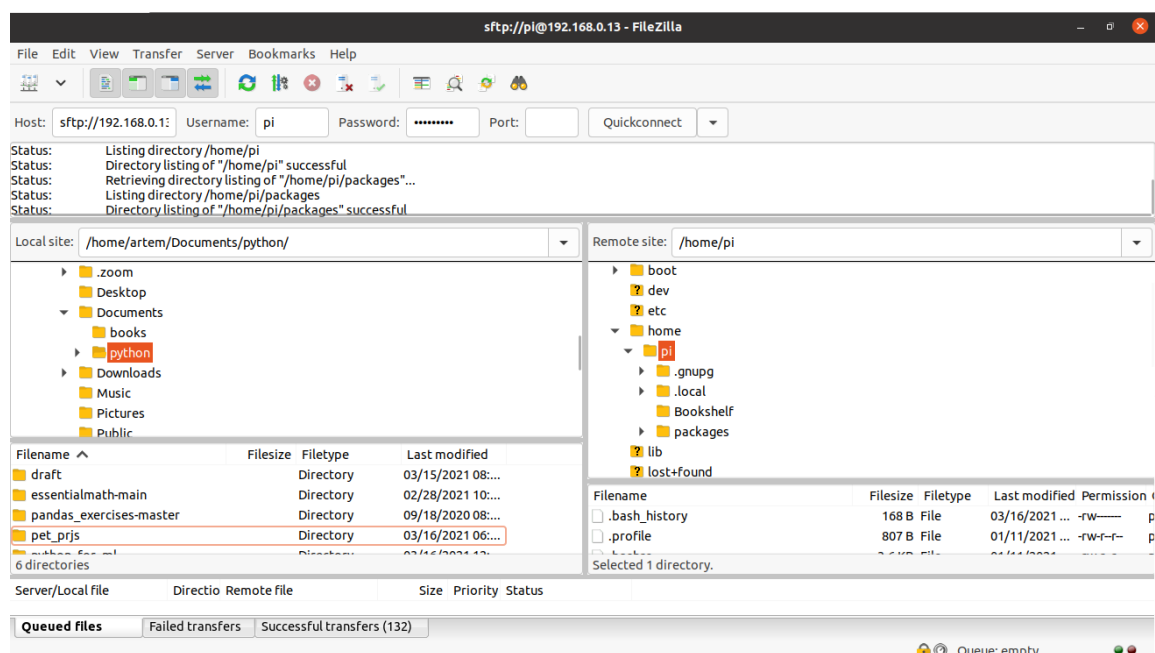 sftp://pi@192.168.0.13 - FileZilla
File Edit View Transfer Server Bookmarks Help
Host: sftp://192.168.0.13 Username: pi Password: ••••••••• Port: Quickconnect
Status: Listing directory /home/pi
Status: Directory listing of "/home/pi" successful
Status: Retrieving directory listing of "/home/pi/packages"...
Status: Listing directory /home/pi/packages
Status: Directory listing of "/home/pi/packages" successful
Local site: /home/artem/Documents/python/
.zoom
Desktop
Documents
books
python
Downloads
Music
Pictures
Public
Filename Filesize Filetype Last modified
draft Directory 03/15/2021 08:...
essentialmath-main Directory 02/28/2021 10:...
pandas_exercises-master Directory 09/18/2020 08:...
pet_prjs Directory 03/16/2021 06:...
python_for_ml Directory 03/16/2021 12:...
6 directories
Remote site: /home/pi
boot
? dev
? etc
home
pi
.gnupg
.local
Bookshelf
packages
? lib
? lost+found
Filename Filesize Filetype Last modified Permission
.bash_history 168 B File 03/16/2021 ... -rw-------
.profile 807 B File 01/11/2021 ... -rw-r--r--
Selected 1 directory.
Server/Local file Directio Remote file Size Priority Status
Queued files Failed transfers Successful transfers (132)
Queue: empty